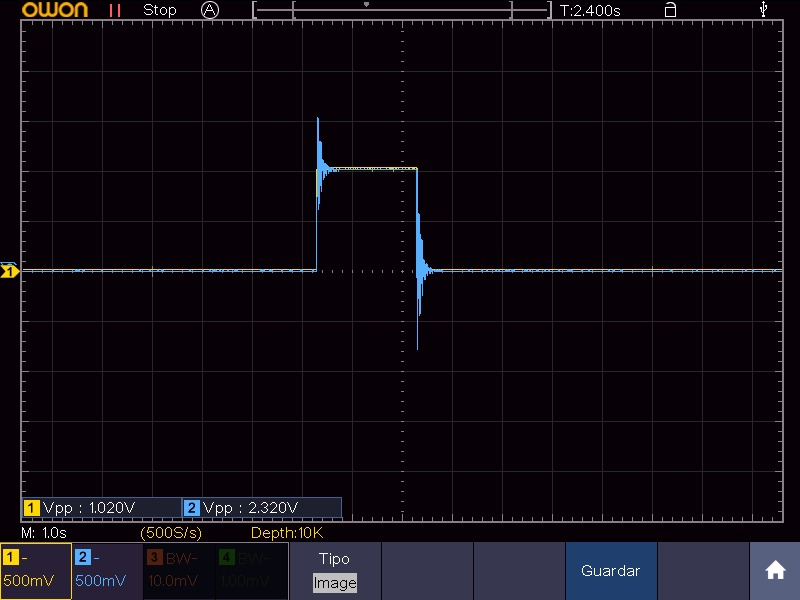 OWON Stop A T:2.400s
1
1 Vpp : 1.020V 2 Vpp : 2.320V
M: 1.0s (500S/s) Depth:10K
1 - 2 - 3 BW- 4 BW- Tipo
500mV 500mV 10.0mV 1.00mV Image Guardar